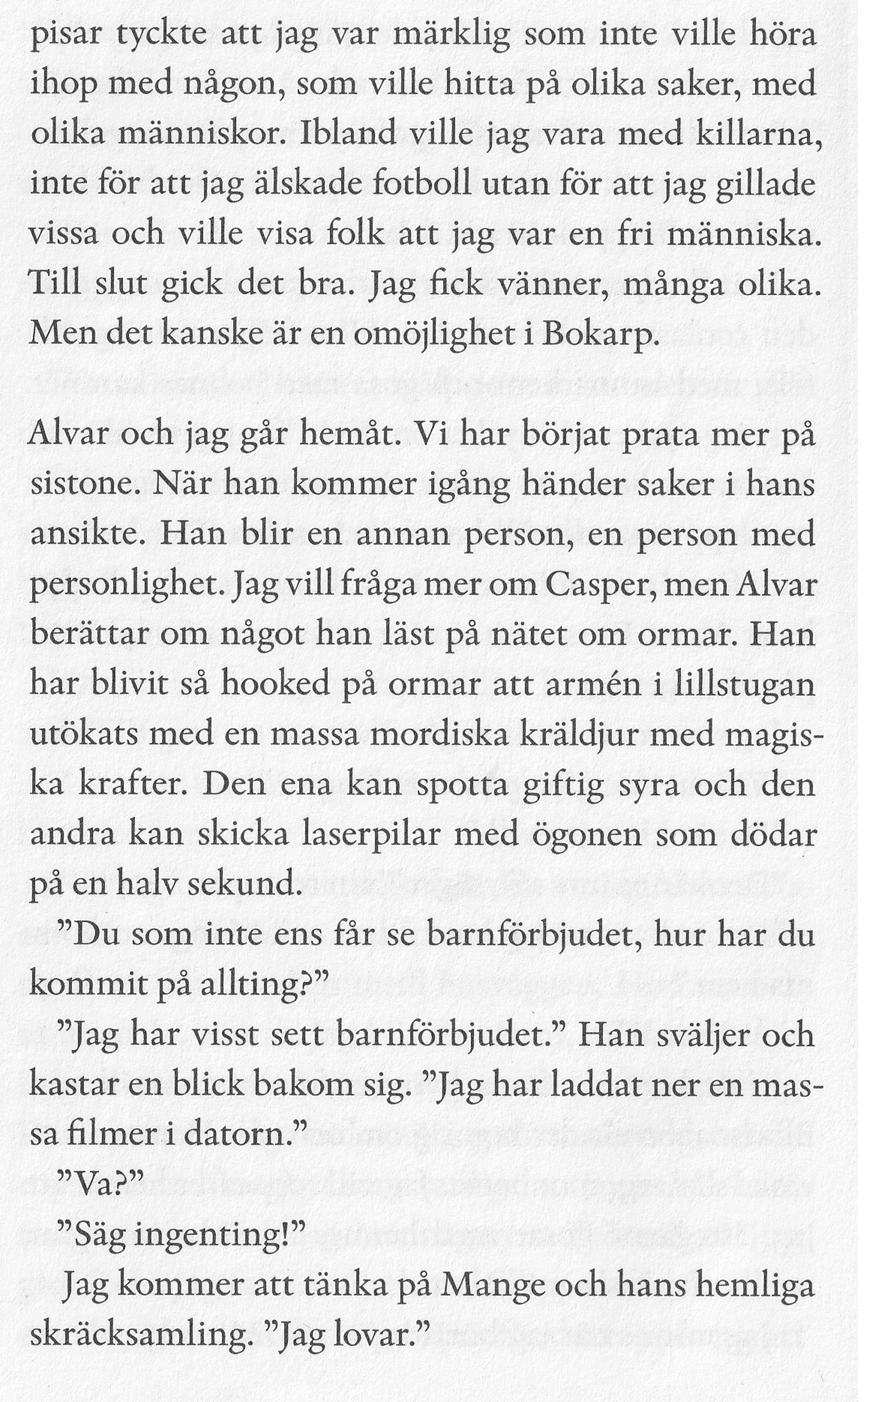 pisar tyckte att jag var märklig som inte ville höra
ihop med någon, som ville hitta på olika saker, med
olika människor. Ibland ville jag vara med killarna,
inte för att jag älskade fotboll utan för att jag gillade
vissa och ville visa folk att jag var en fri människa.
Till slut gick det bra. Jag fick vänner, många olika.
Men det kanske är en omöjlighet i Bokarp.
Alvar och jag går hemåt. Vi har börjat prata mer på
sistone. När han kommer igång händer saker i hans
ansikte. Han blir en annan person, en person med
personlighet. Jag vill fråga mer om Casper, men Alvar
berättar om något han läst på nätet om ormar. Han
har blivit så hooked på ormar att armén i lillstugan
utökats med en massa mordiska kräldjur med magis-
ka krafter. Den ena kan spotta giftig syra och den
andra kan skicka laserpilar med ögonen som dödar
på en halv sekund.
”Du som inte ens får se barnförbjudet, hur har du
kommit på allting?”
”Jag har visst sett barnförbjudet.” Han sväljer och
kastar en blick bakom sig. ”Jag har laddat ner en mas-
sa filmer i datorn.”
”Va?”
”Säg ingenting!”
Jag kommer att tänka på Mange och hans hemliga
skräcksamling. ”Jag lovar.”